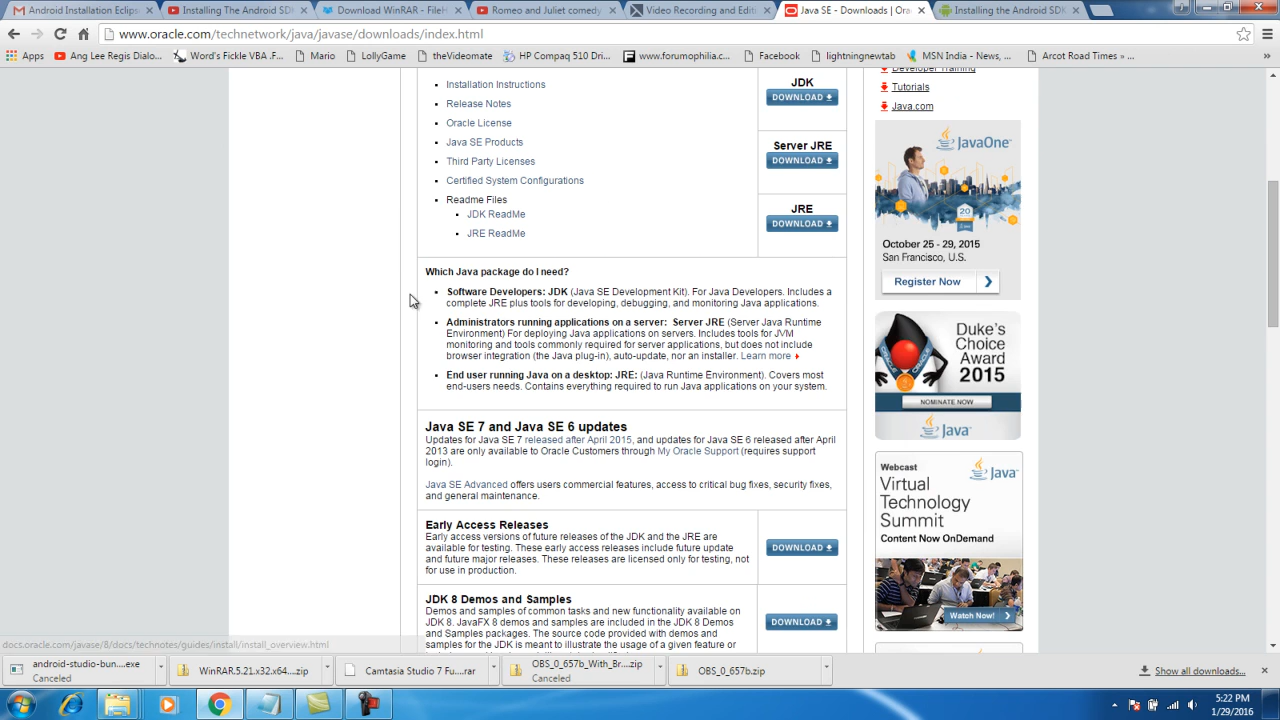 Android Installation Eclips
Installing The Android SD
Download WinRAR - FileH
Romeo and Juliet comedy
Video Recording and Edit
Java SE - Downloads | Ora
Installing the Android SDK
www.oracle.com/technetwork/java/javase/downloads/index.html
Apps
Ang Lee Regis Dialo...
Word's Fickle VBA .F...
Mario
LollyGame
theVideomate
HP Compaq 510 Dri...
www.forumophilia.c...
Facebook
lightningnewtab
MSN India - News, ...
Arcot Road Times » ...
»
Installation Instructions
Release Notes
Oracle License
Java SE Products
Third Party Licenses
Certified System Configurations
Readme Files
JDK ReadMe
JRE ReadMe
JDK
DOWNLOAD
Server JRE
DOWNLOAD
JRE
DOWNLOAD
Which Java package do I need?
Software Developers: JDK (Java SE Development Kit). For Java Developers. Includes a
complete JRE plus tools for developing, debugging, and monitoring Java applications.
Administrators running applications on a server: Server JRE (Server Java Runtime
Environment) For deploying Java applications on servers. Includes tools for JVM
monitoring and tools commonly required for server applications, but does not include
browser integration (the Java plug-in), auto-update, nor an installer. Learn more
End user running Java on a desktop: JRE: (Java Runtime Environment). Covers most
end-users needs. Contains everything required to run Java applications on your system.
Java SE 7 and Java SE 6 updates
Updates for Java SE 7 released after April 2015, and updates for Java SE 6 released after April
2013 are only available to Oracle Customers through My Oracle Support (requires support
login).
Java SE Advanced offers users commercial features, access to critical bug fixes, security fixes,
and general maintenance.
Early Access Releases
Early access versions of future releases of the JDK and the JRE are
available for testing. These early access releases include future update
and future major releases. These releases are licensed only for testing, not
for use in production.
DOWNLOAD
JDK 8 Demos and Samples
Demos and samples of common tasks and new functionality available on
JDK 8. JavaFX 8 demos and samples are included in the JDK 8 Demos
and Samples packages. The source code provided with demos and
samples for the JDK is meant to illustrate the usage of a given feature or
DOWNLOAD
Developer Training
Tutorials
Java.com
JavaOne
ORACLE
20
October 25 - 29, 2015
San Francisco, U.S.
Register Now
Duke's
Choice
Award
2015
NOMINATE NOW
Java
Webcast
Java
Virtual
Technology
Summit
Content Now OnDemand
Watch Now!
docs.oracle.com/javase/8/docs/technotes/guides/install/install_overview.html
android-studio-bun....exe
Canceled
WinRAR.5.21.x32.x64....zip
Camtasia Studio 7 Fu....rar
OBS_0_657b_With_Br....zip
Canceled
OBS_0_657b.zip
Show all downloads...
5:22 PM
1/29/2016